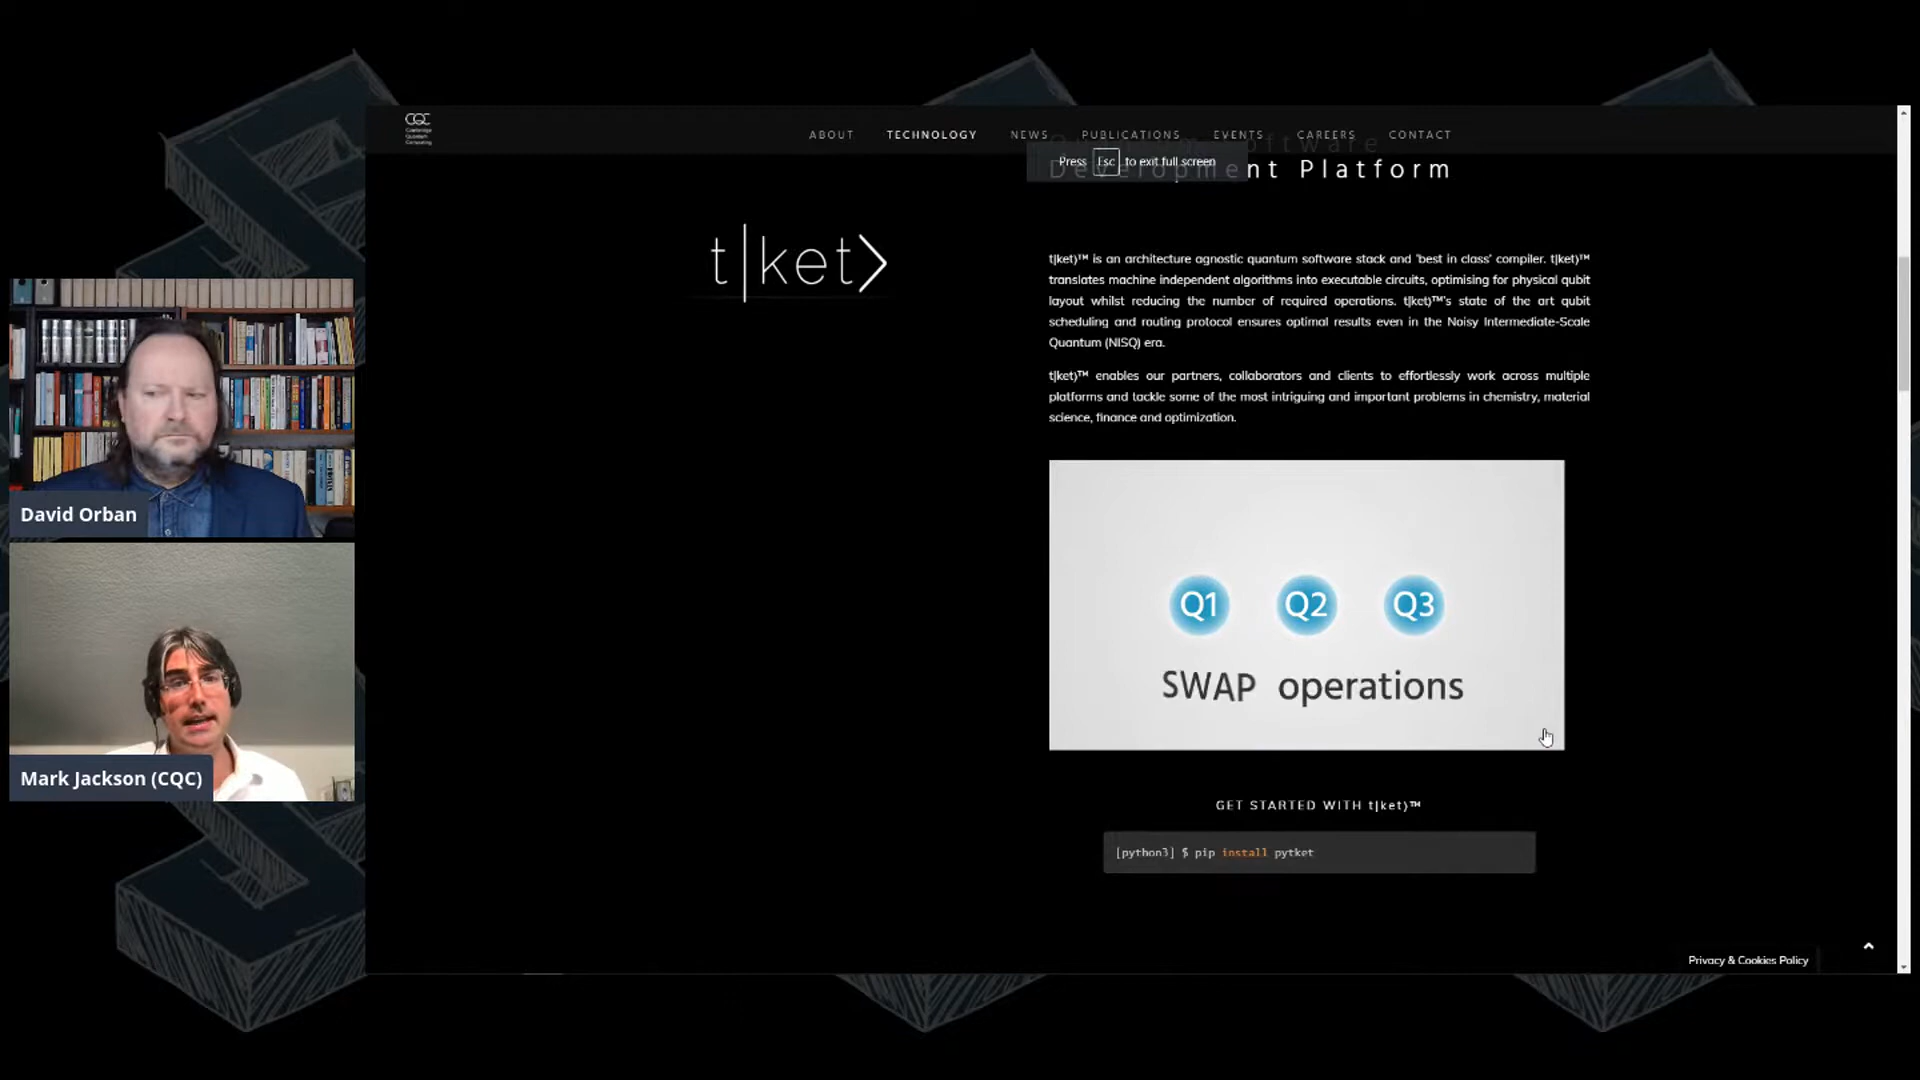 CQC
Cambridge
Quantum
Computing
ABOUT
TECHNOLOGY
NEWS
PUBLICATIONS
EVENTS
CAREERS
CONTACT
Software
Press Esc to exit full screen
Development Platform
t|ket⟩
t|ket⟩™ is an architecture agnostic quantum software stack and 'best in class' compiler. t|ket⟩™
translates machine independent algorithms into executable circuits, optimising for physical qubit
layout whilst reducing the number of required operations. t|ket⟩™'s state of the art qubit
scheduling and routing protocol ensures optimal results even in the Noisy Intermediate-Scale
Quantum (NISQ) era.
t|ket⟩™ enables our partners, collaborators and clients to effortlessly work across multiple
platforms and tackle some of the most intriguing and important problems in chemistry, material
science, finance and optimization.
Q1 Q2 Q3
SWAP operations
GET STARTED WITH t|ket⟩™
[python3] $ pip install pytket
Privacy & Cookies Policy
David Orban
Mark Jackson (CQC)